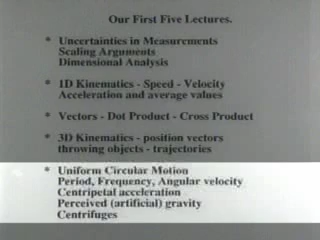 Our First Five Lectures.
* Uncertainties in Measurements
Scaling Arguments
Dimensional Analysis
* 1D Kinematics - Speed - Velocity
Acceleration and average values
* Vectors - Dot Product - Cross Product
* 3D Kinematics - position vectors
throwing objects - trajectories
* Uniform Circular Motion
Period, Frequency, Angular velocity
Centripetal acceleration
Perceived (artificial) gravity
Centrifuges